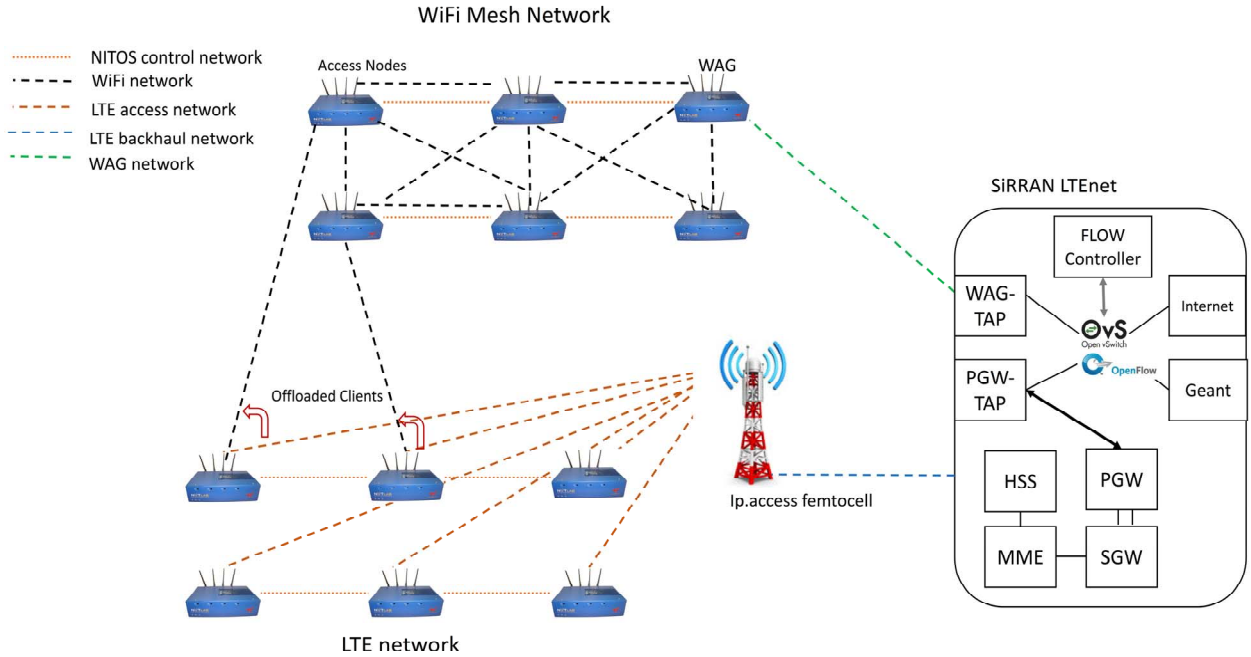 WiFi Mesh Network
NITOS control network
WiFi network
LTE access network
LTE backhaul network
WAG network
Access Nodes
WAG
SiRRAN LTEnet
FLOW
Controller
WAG-
TAP
OvS
Open vSwitch
Internet
PGW-
TAP
OpenFlow
Geant
Offloaded Clients
HSS
PGW
MME
SGW
Ip.access femtocell
LTE network